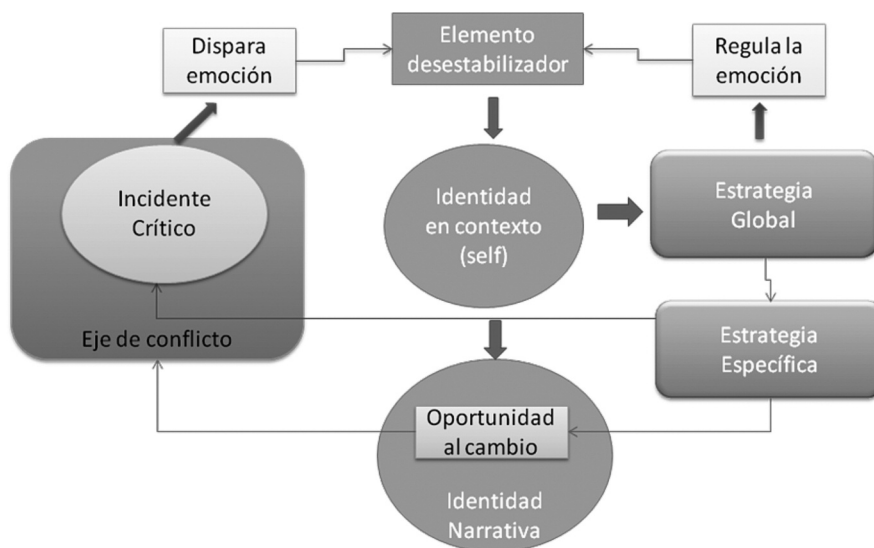 Dispara
emoción
Elemento
desestabilizador
Regula la
emoción
Incidente
Crítico
Identidad
en contexto
(self)
Estrategia
Global
Eje de conflicto
Estrategia
Específica
Oportunidad
al cambio
Identidad
Narrativa